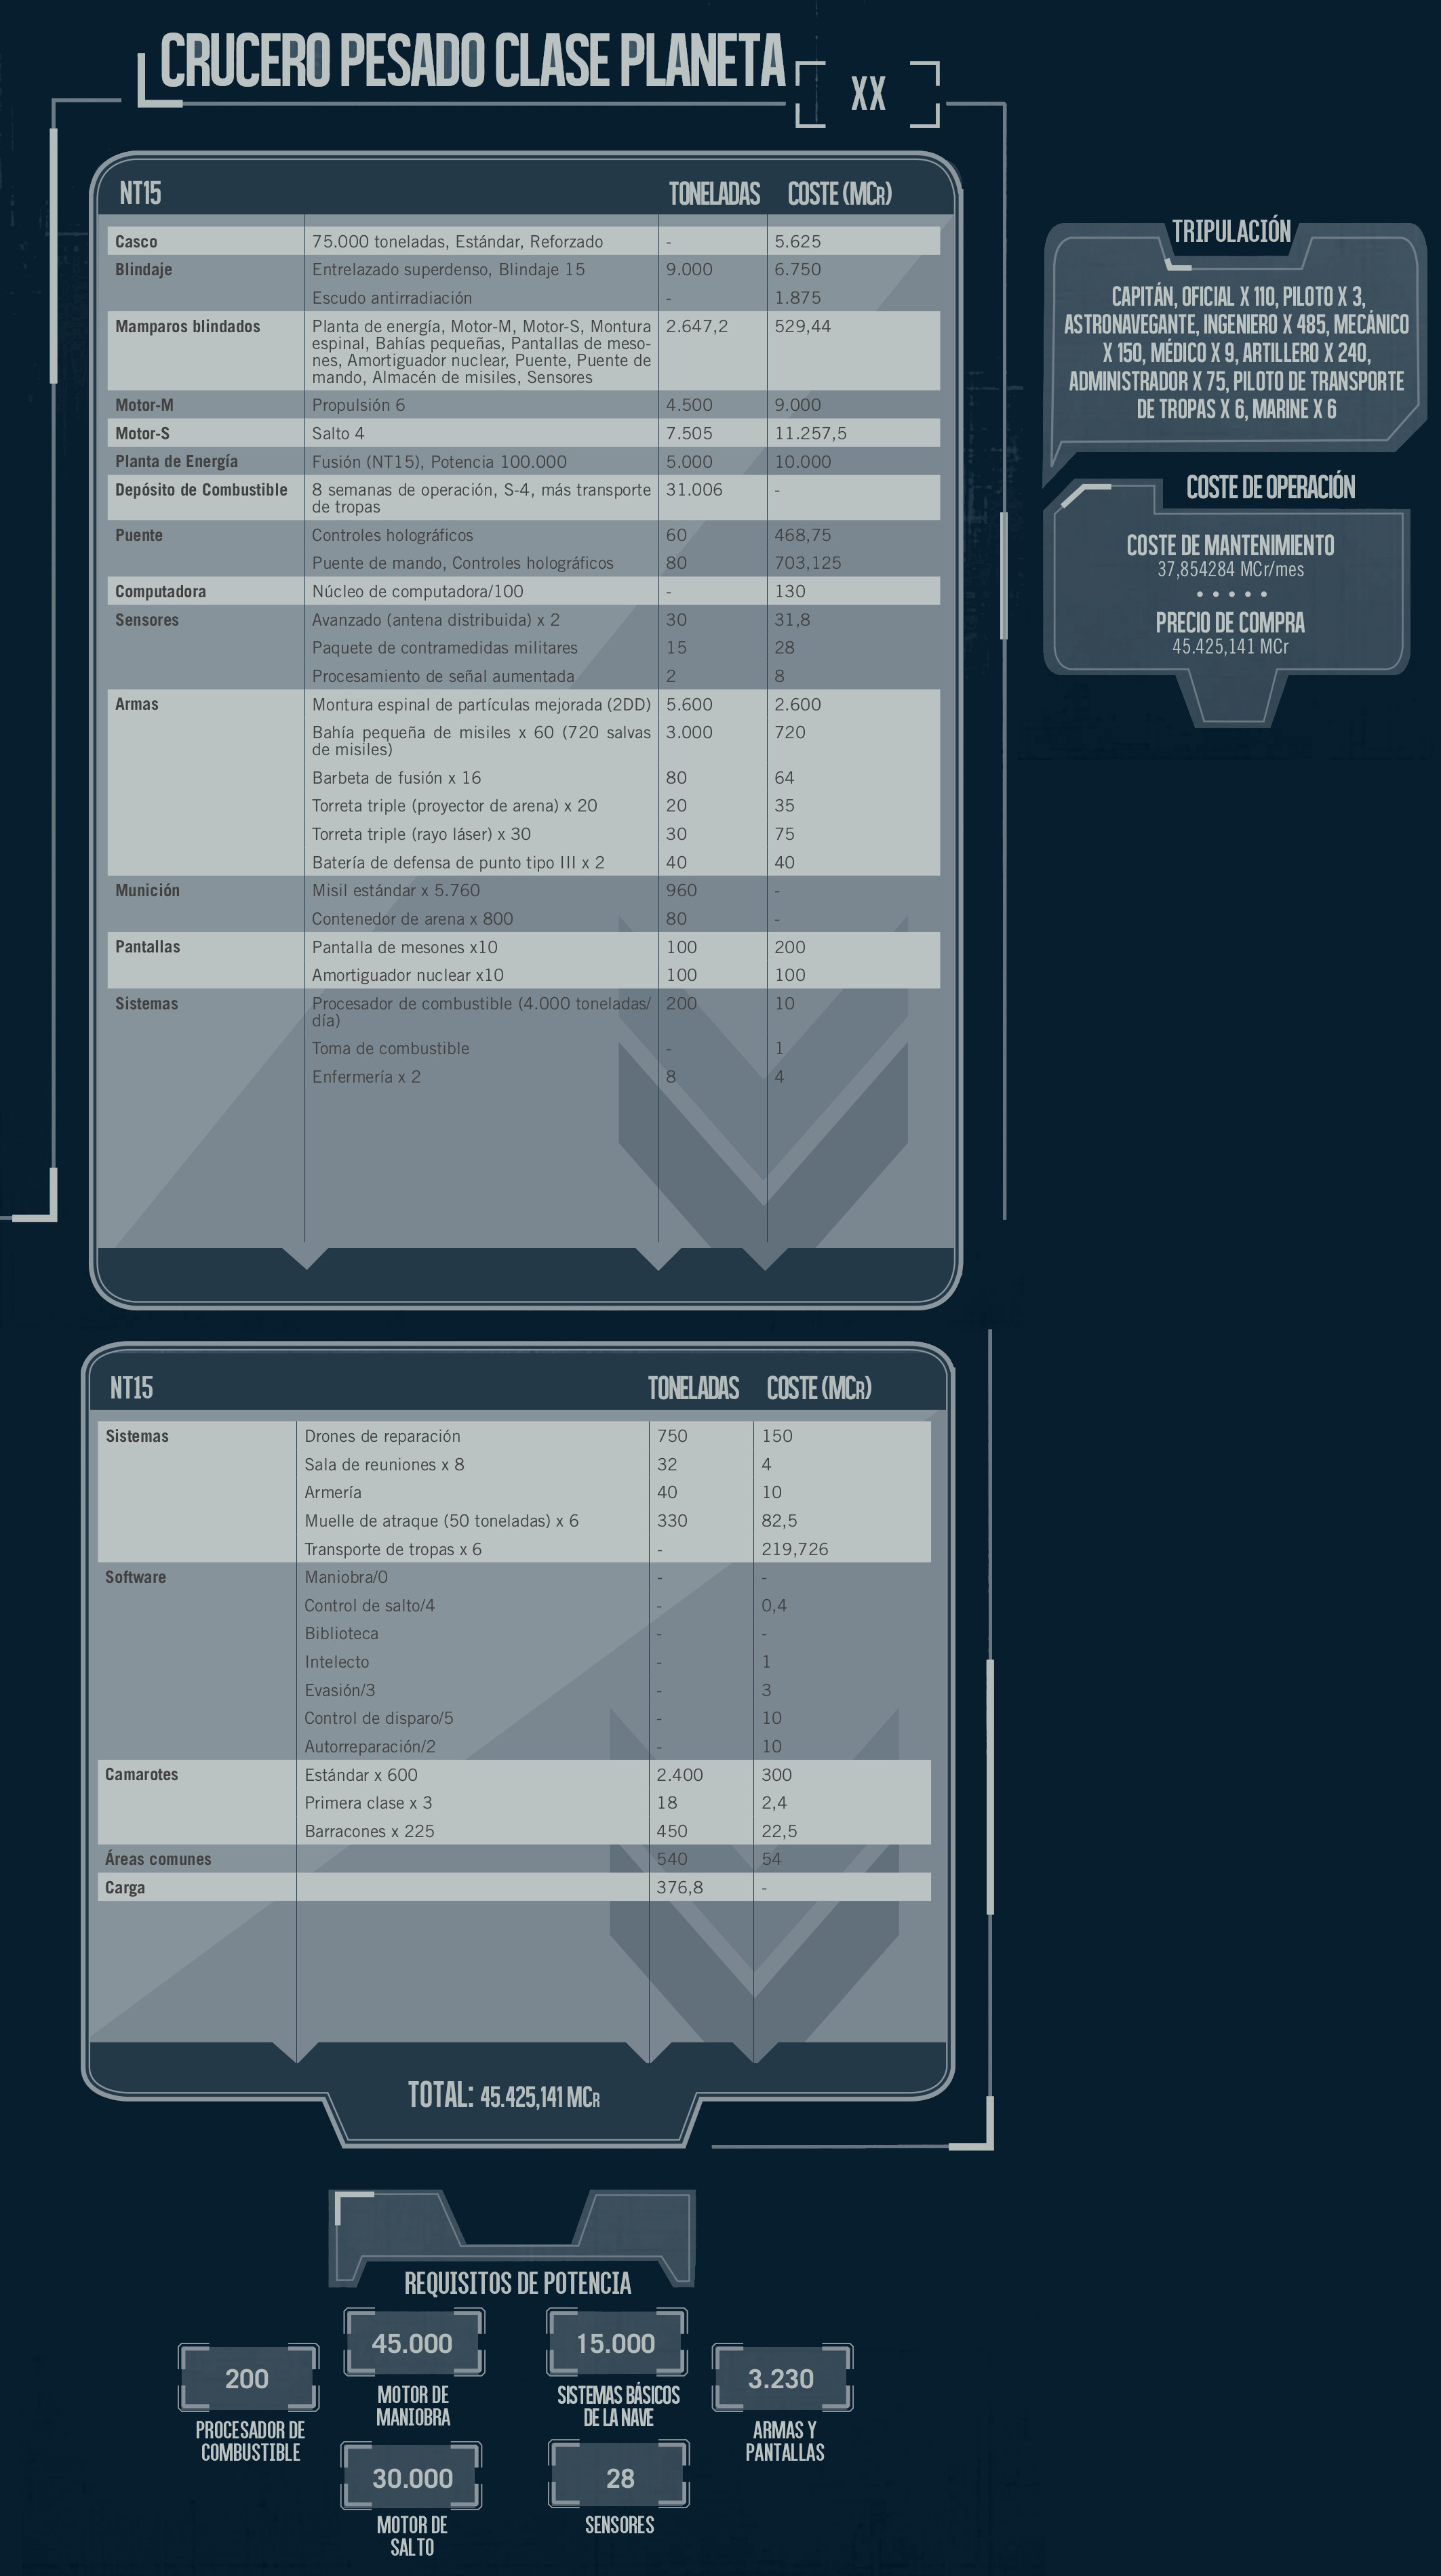 CRUCERO PESADO CLASE PLANETA
XX
NT15 TONELADAS COSTE (MCR)
Casco 75.000 toneladas, Estándar, Reforzado - 5.625
Blindaje Entrelazado superdenso, Blindaje 15 9.000 6.750
Escudo antirradiación - 1.875
Mamparos blindados Planta de energía, Motor-M, Motor-S, Montura 2.647,2 529,44
espinal, Bahías pequeñas, Pantallas de meso-
nes, Amortiguador nuclear, Puente, Puente de
mando, Almacén de misiles, Sensores
Motor-M Propulsión 6 4.500 9.000
Motor-S Salto 4 7.505 11.257,5
Planta de Energía Fusión (NT15), Potencia 100.000 5.000 10.000
Depósito de Combustible 8 semanas de operación, S-4, más transporte 31.006 -
de tropas
Puente Controles holográficos 60 468,75
Puente de mando, Controles holográficos 80 703,125
Computadora Núcleo de computadora/100 - 130
Sensores Avanzado (antena distribuida) x 2 30 31,8
Paquete de contramedidas militares 15 28
Procesamiento de señal aumentada 2 8
Armas Montura espinal de partículas mejorada (2DD) 5.600 2.600
Bahía pequeña de misiles x 60 (720 salvas 3.000 720
de misiles)
Barbeta de fusión x 16 80 64
Torreta triple (proyector de arena) x 20 20 35
Torreta triple (rayo láser) x 30 30 75
Batería de defensa de punto tipo III x 2 40 40
Munición Misil estándar x 5.760 960 -
Contenedor de arena x 800 80 -
Pantallas Pantalla de mesones x10 100 200
Amortiguador nuclear x10 100 100
Sistemas Procesador de combustible (4.000 toneladas/ 200 10
día)
Toma de combustible - 1
Enfermería x 2 8 4
TRIPULACIÓN
CAPITÁN, OFICIAL X 110, PILOTO X 3,
ASTRONAVEGANTE, INGENIERO X 485, MECÁNICO
X 150, MÉDICO X 9, ARTILLERO X 240,
ADMINISTRADOR X 75, PILOTO DE TRANSPORTE
DE TROPAS X 6, MARINE X 6
COSTE DE OPERACIÓN
COSTE DE MANTENIMIENTO
37,854284 MCr/mes
• • • • •
PRECIO DE COMPRA
45.425,141 MCr
NT15 TONELADAS COSTE (MCR)
Sistemas Drones de reparación 750 150
Sala de reuniones x 8 32 4
Armería 40 10
Muelle de atraque (50 toneladas) x 6 330 82,5
Transporte de tropas x 6 - 219,726
Software Maniobra/0 - -
Control de salto/4 - 0,4
Biblioteca - -
Intelecto - 1
Evasión/3 - 3
Control de disparo/5 - 10
Autorreparación/2 - 10
Camarotes Estándar x 600 2.400 300
Primera clase x 3 18 2,4
Barracones x 225 450 22,5
Áreas comunes 540 54
Carga 376,8 -
TOTAL: 45.425,141 MCR
REQUISITOS DE POTENCIA
200
PROCESADOR DE
COMBUSTIBLE
45.000
MOTOR DE
MANIOBRA
15.000
SISTEMAS BÁSICOS
DE LA NAVE
3.230
ARMAS Y
PANTALLAS
30.000
MOTOR DE
SALTO
28
SENSORES